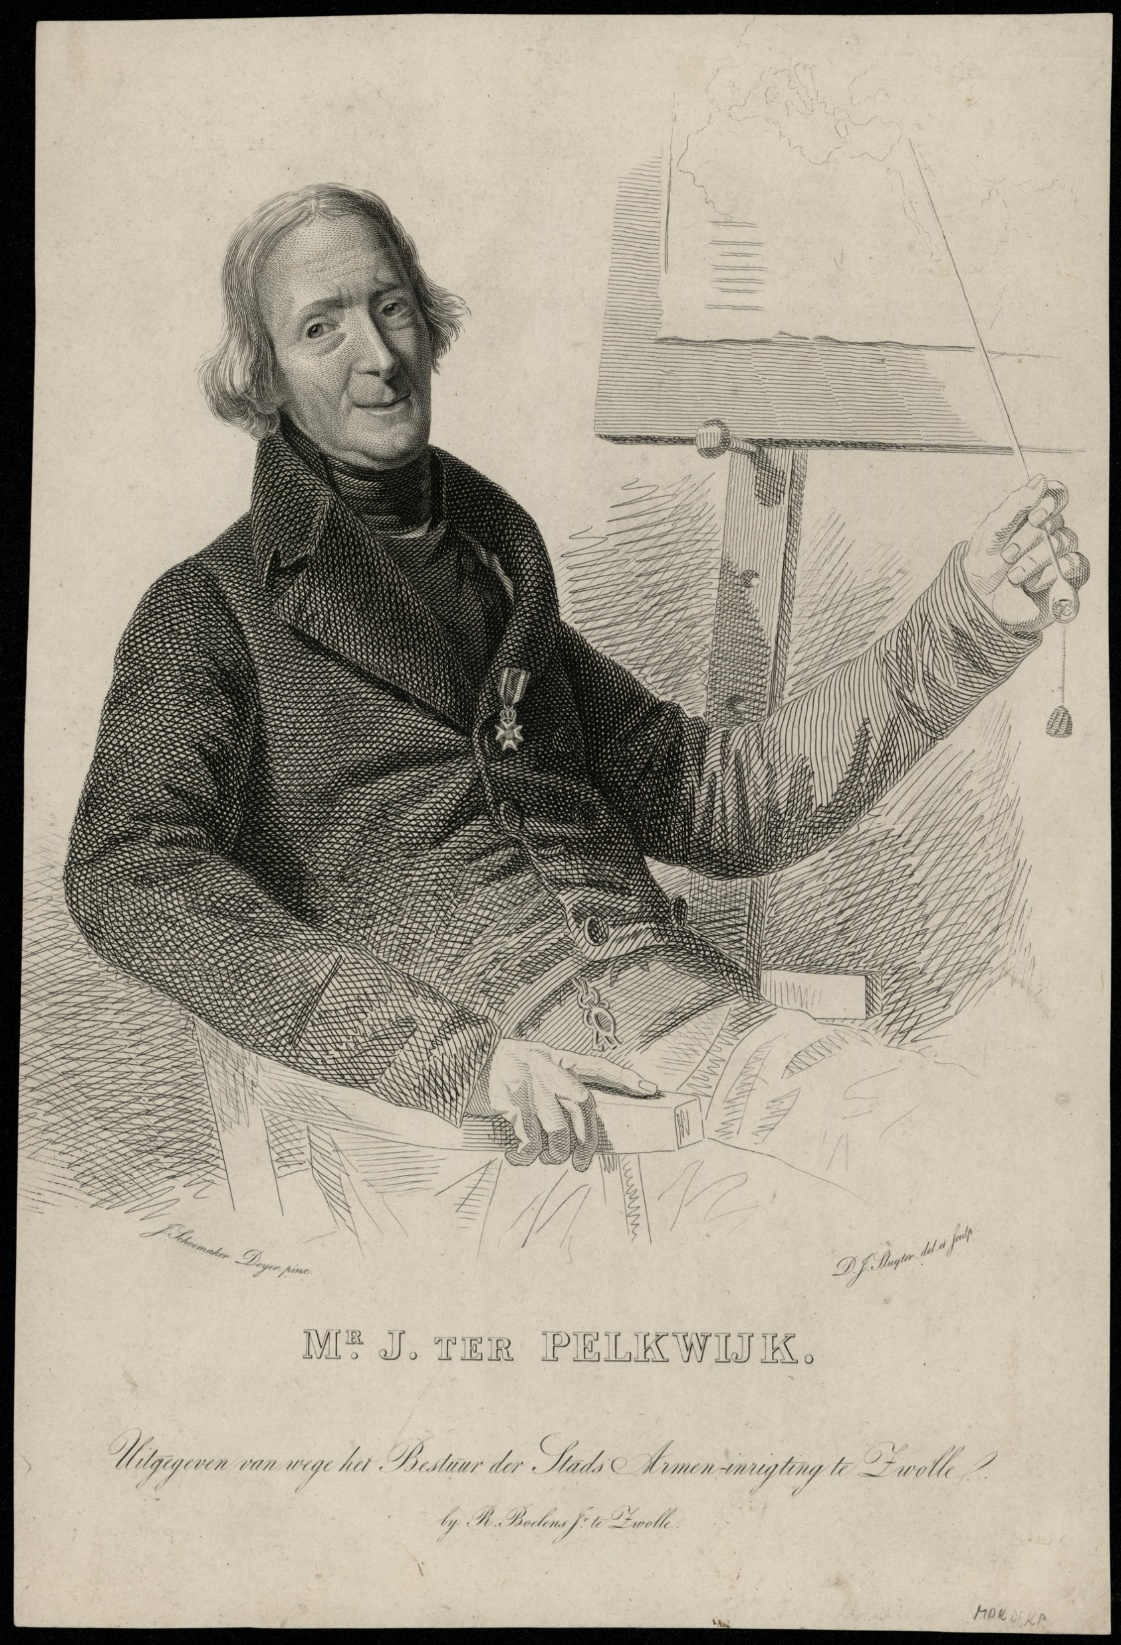 J. Schoemaker Doyer pinx.
D. J. Sluyter del. et sculp.
Mʀ. J. TER PELKWIJK.
Uitgegeven van wege het Bestuur der Stads Armen-inrigting te Zwolle.
by R. Boelens Jr. te Zwolle.